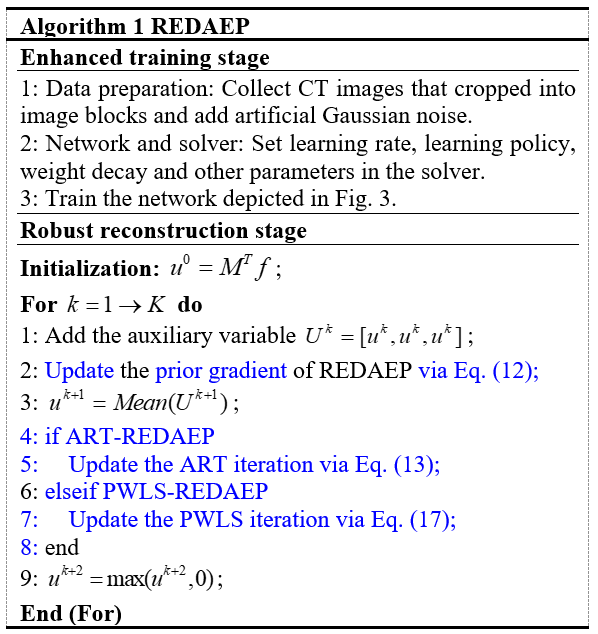 Algorithm 1 REDAEP
Enhanced training stage
1: Data preparation: Collect CT images that cropped into
image blocks and add artificial Gaussian noise.
2: Network and solver: Set learning rate, learning policy,
weight decay and other parameters in the solver.
3: Train the network depicted in Fig. 3.
Robust reconstruction stage
Initialization: u^0 = M^T f ;
For k = 1 → K do
1: Add the auxiliary variable U^k = [u^k, u^k, u^k] ;
2: Update the prior gradient of REDAEP via Eq. (12);
3: u^{k+1} = Mean(U^{k+1}) ;
4: if ART-REDAEP
5: Update the ART iteration via Eq. (13);
6: elseif PWLS-REDAEP
7: Update the PWLS iteration via Eq. (17);
8: end
9: u^{k+2} = max(u^{k+2},0) ;
End (For)